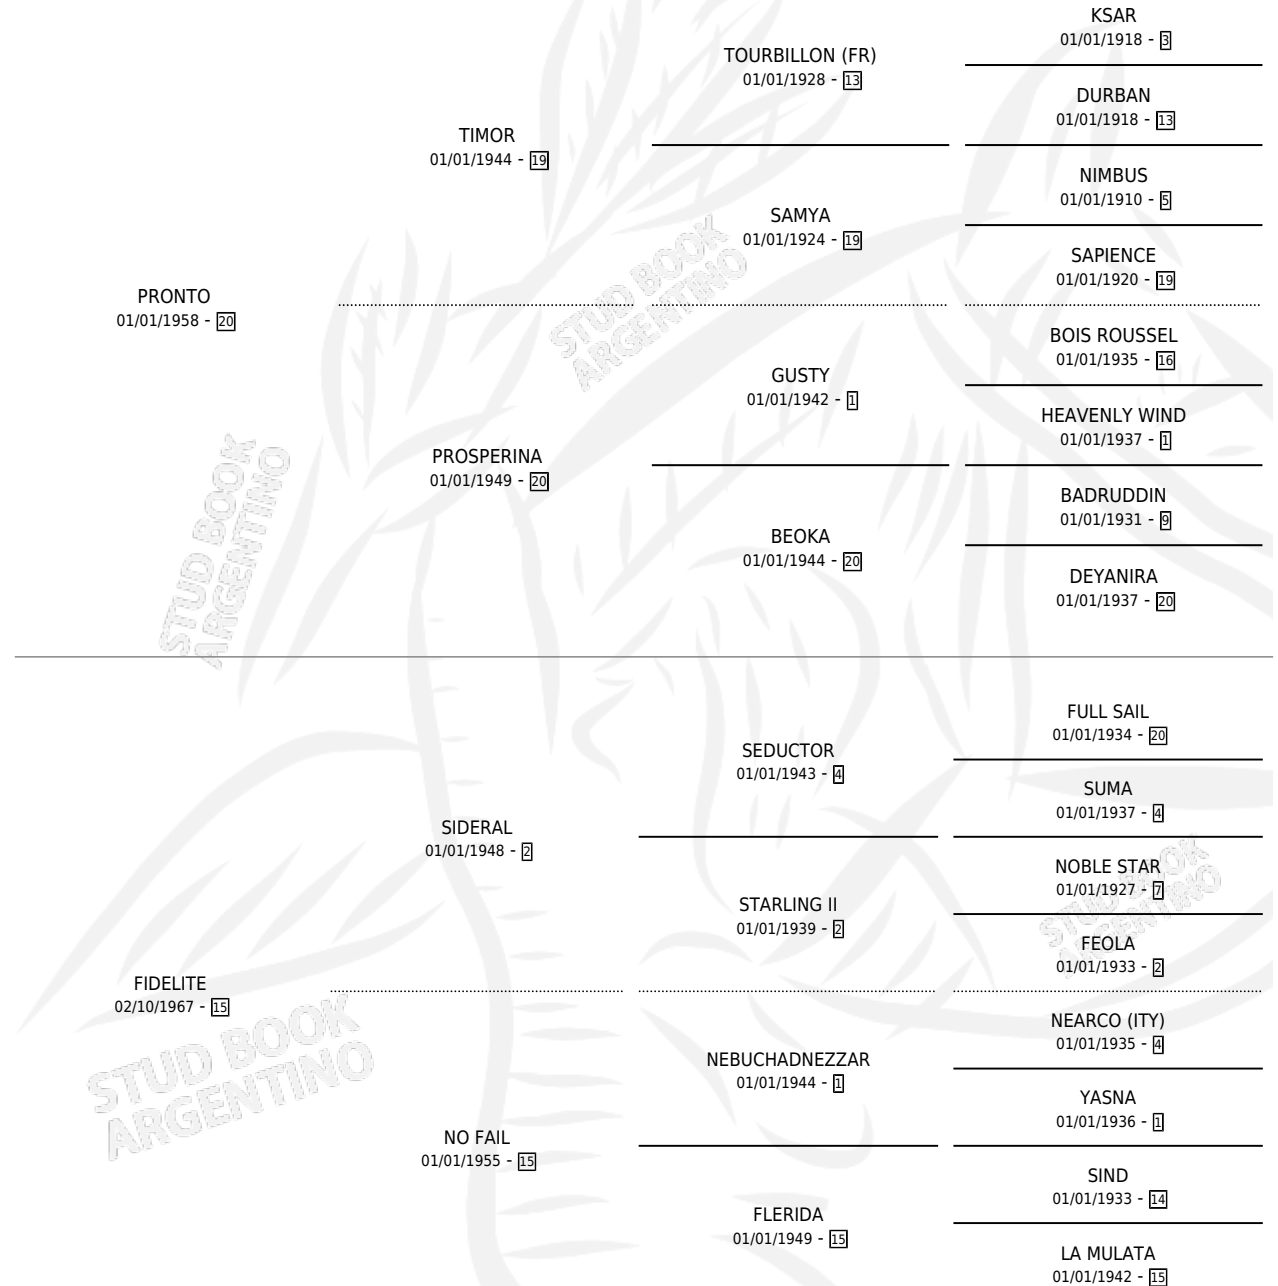 KSAR
01/01/1918 - 3
TOURBILLON (FR)
01/01/1928 - 13
DURBAN
01/01/1918 - 13
TIMOR
01/01/1944 - 19
NIMBUS
01/01/1910 - 5
SAMYA
01/01/1924 - 19
SAPIENCE
01/01/1920 - 19
PRONTO
01/01/1958 - 20
BOIS ROUSSEL
01/01/1935 - 16
GUSTY
01/01/1942 - 1
HEAVENLY WIND
01/01/1937 - 1
PROSPERINA
01/01/1949 - 20
BADRUDDIN
01/01/1931 - 9
BEOKA
01/01/1944 - 20
DEYANIRA
01/01/1937 - 20
FULL SAIL
01/01/1934 - 20
SEDUCTOR
01/01/1943 - 4
SUMA
01/01/1937 - 4
SIDERAL
01/01/1948 - 2
NOBLE STAR
01/01/1927 - 7
STARLING II
01/01/1939 - 2
FEOLA
01/01/1933 - 2
FIDELITE
02/10/1967 - 15
NEARCO (ITY)
01/01/1935 - 4
NEBUCHADNEZZAR
01/01/1944 - 1
YASNA
01/01/1936 - 1
NO FAIL
01/01/1955 - 15
SIND
01/01/1933 - 14
FLERIDA
01/01/1949 - 15
LA MULATA
01/01/1942 - 15
STUD BOOK
ARGENTINO
STUD BOOK
ARGENTINO
STUD BOOK
ARGENTINO
STUD BOOK
ARGENTINO